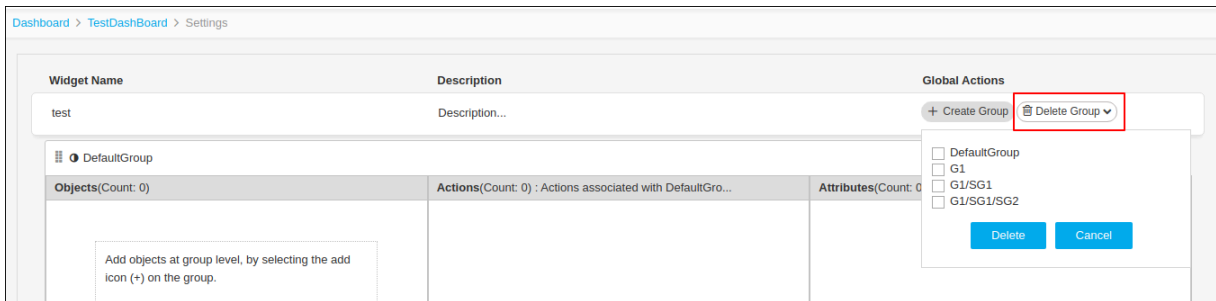 Dashboard > TestDashBoard > Settings
Widget Name Description Global Actions
test Description... + Create Group Delete Group
DefaultGroup
Objects(Count: 0) Actions(Count: 0) : Actions associated with DefaultGro... Attributes(Count: 0
DefaultGroup
G1
G1/SG1
G1/SG1/SG2
Delete Cancel
Add objects at group level, by selecting the add
icon (+) on the group.